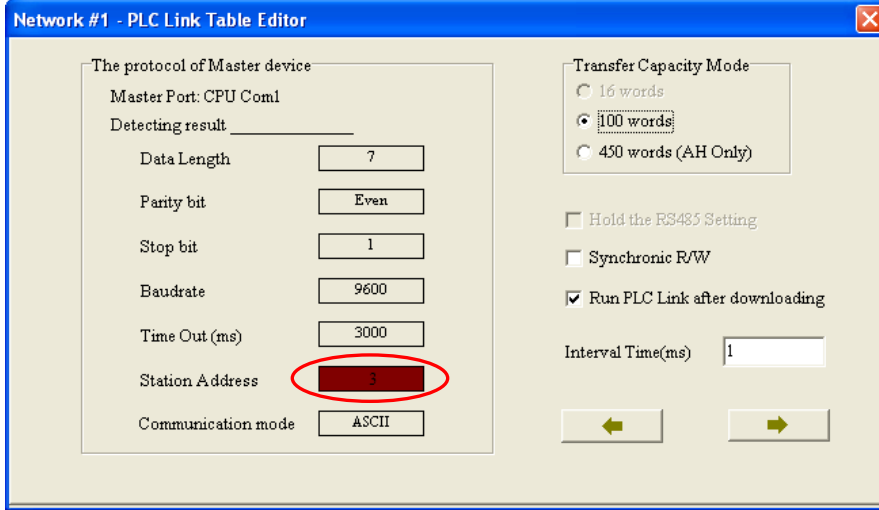 Network #1 - PLC Link Table Editor
The protocol of Master device
Master Port: CPU Com1
Detecting result
Data Length 7
Parity bit Even
Stop bit 1
Baudrate 9600
Time Out (ms) 3000
Station Address 3
Communication mode ASCII
Transfer Capacity Mode
16 words
100 words
450 words (AH Only)
Hold the RS485 Setting
Synchronic R/W
Run PLC Link after downloading
Interval Time(ms) 1